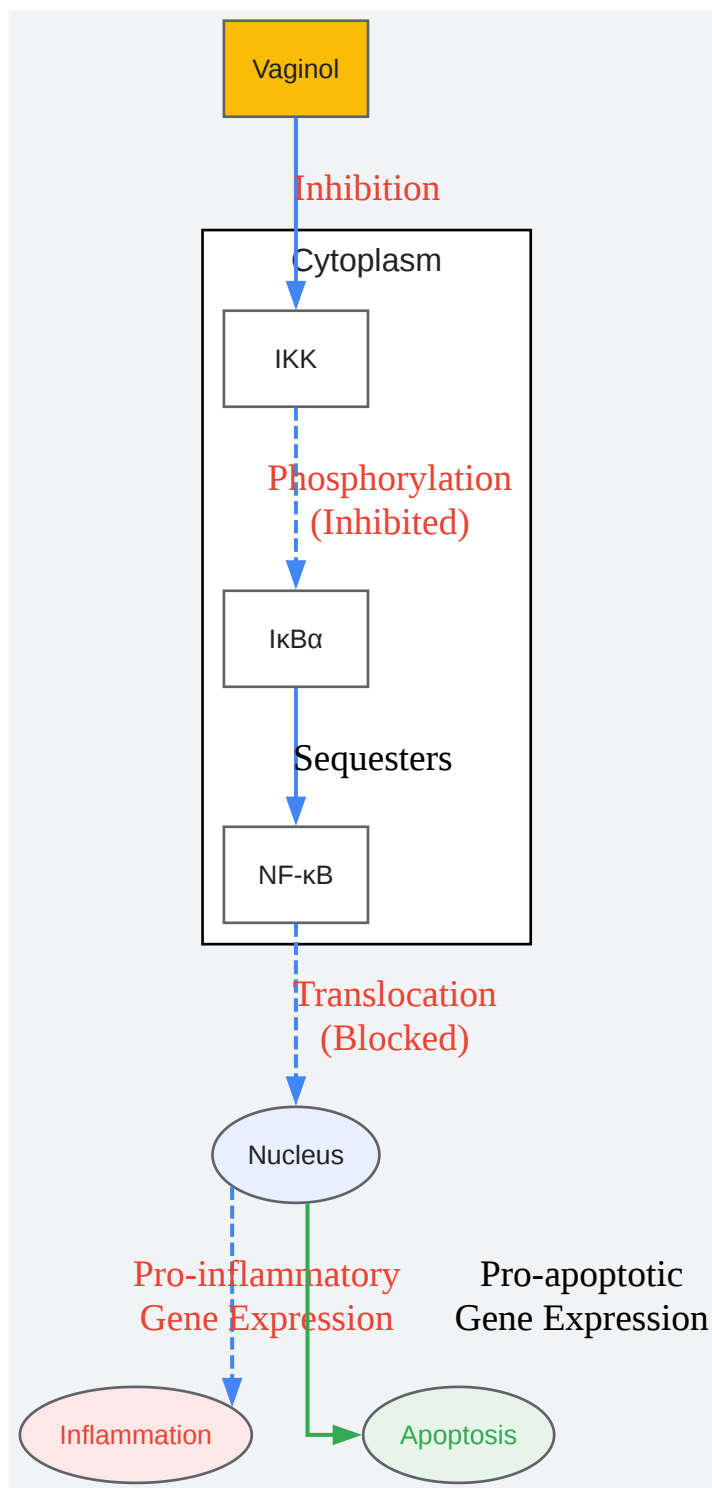 Vaginol
Inhibition
Cytoplasm
IKK
Phosphorylation
(Inhibited)
IκBα
Sequesters
NF-κB
Translocation
(Blocked)
Nucleus
Pro-inflammatory
Gene Expression
Pro-apoptotic
Gene Expression
Inflammation
Apoptosis